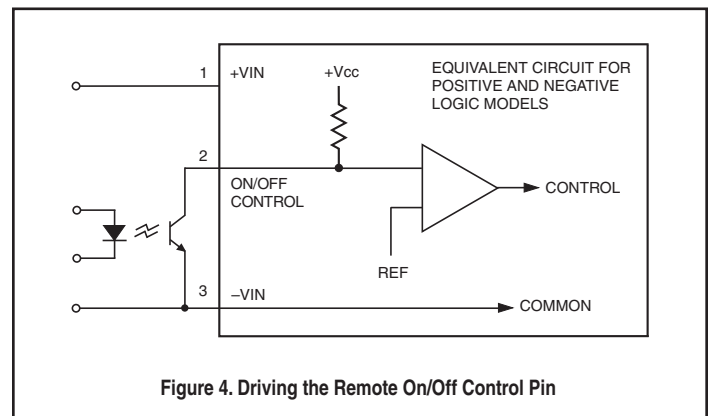 1 +VIN
+Vcc
EQUIVALENT CIRCUIT FOR
POSITIVE AND NEGATIVE
LOGIC MODELS
2
ON/OFF
CONTROL
CONTROL
REF
3 –VIN
COMMON
Figure 4. Driving the Remote On/Off Control Pin